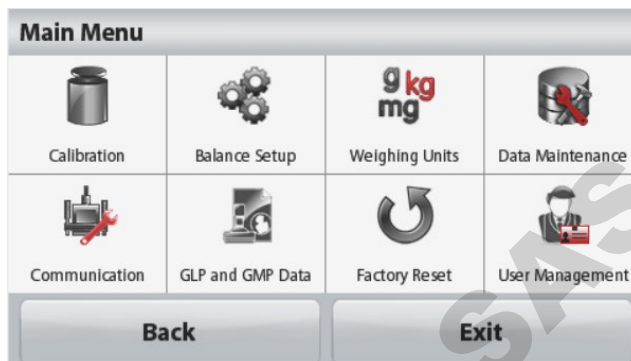 Main Menu
g kg
mg
Calibration Balance Setup Weighing Units Data Maintenance
Communication GLP and GMP Data Factory Reset User Management
Back Exit
SAS